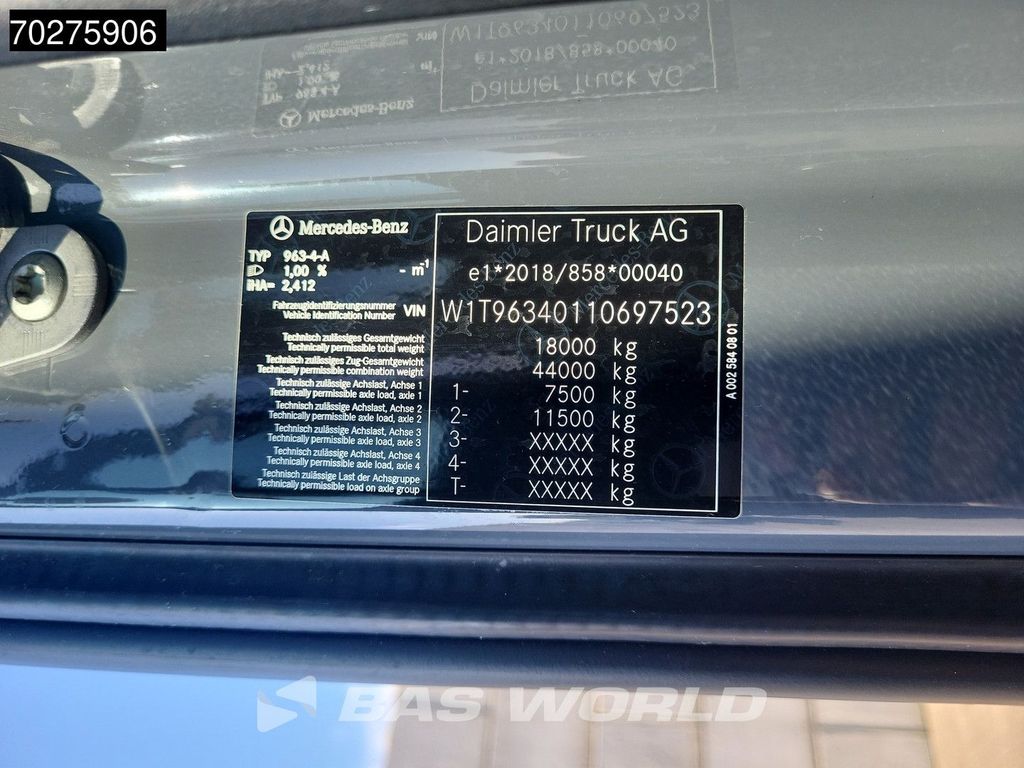 70275906
Mercedes-Benz
TYP 963-4-A
1,00 % - m-1
iHA= 2,412
Fahrzeugidentifizierungsnummer
Vehicle Identification Number VIN
Technisch zulässiges Gesamtgewicht
Technically permissible total weight
Technisch zulässiges Zug-Gesamtgewicht
Technically permissible combination weight
Technisch zulässige Achslast, Achse 1
Technically permissible axle load, axle 1
Technisch zulässige Achslast, Achse 2
Technically permissible axle load, axle 2
Technisch zulässige Achslast, Achse 3
Technically permissible axle load, axle 3
Technisch zulässige Achslast, Achse 4
Technically permissible axle load, axle 4
Technisch zulässige Last der Achsgruppe
Technically permissible load on axle group
Daimler Truck AG
e1*2018/858*00040
W1T96340110697523
18000 kg
44000 kg
1- 7500 kg
2- 11500 kg
3- XXXXX kg
4- XXXXX kg
T- XXXXX kg
A 002 584 08 01
BAS WORLD